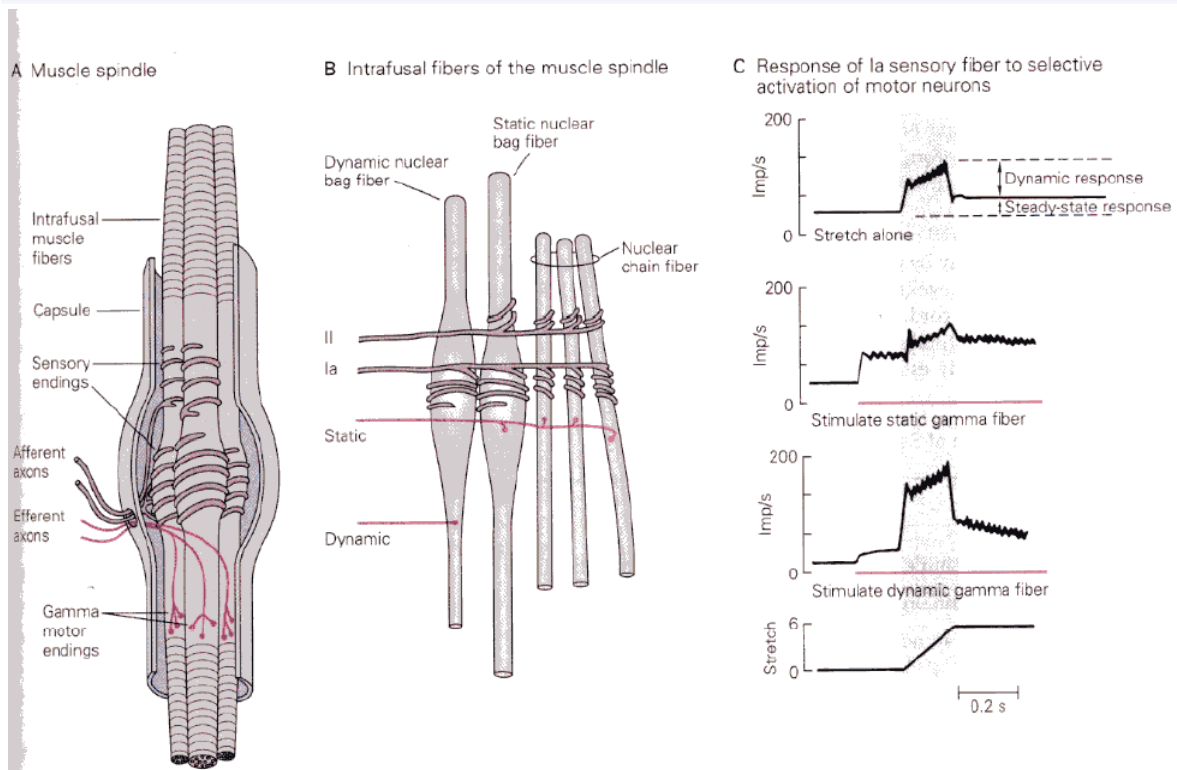 A Muscle spindle
Intrafusal
muscle
fibers
Capsule
Sensory
endings
Afferent
axons
Efferent
axons
Gamma
motor
endings
B Intrafusal fibers of the muscle spindle
Static nuclear
bag fiber
Dynamic nuclear
bag fiber
Nuclear
chain fiber
II
Ia
Static
Dynamic
C Response of Ia sensory fiber to selective
activation of motor neurons
200
Imp/s
0
Dynamic response
Steady-state response
Stretch alone
200
Imp/s
0
Stimulate static gamma fiber
200
Imp/s
0
Stimulate dynamic gamma fiber
6
Stretch
0
0.2 s